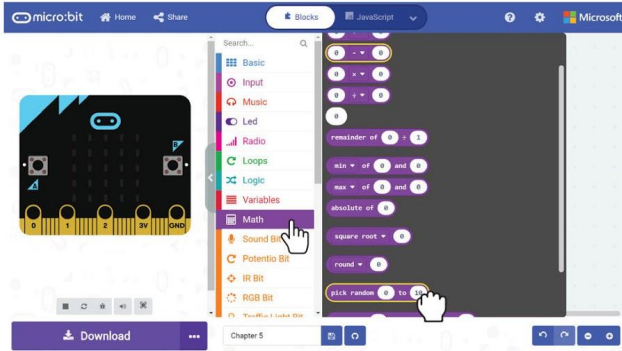 micro:bit Home Share Blocks JavaScript Microsoft
Search...
Basic
Input
Music
Led
Radio
Loops
Logic
Variables
Math
Sound Bit
Potentio Bit
IR Bit
RGB Bit
Traffic Light Bit
0 - 0
0 × 0
0 ÷ 0
0
remainder of 0 ÷ 1
min of 0 and 0
max of 0 and 0
absolute of 0
square root 0
round 0
pick random 0 to 10
A
B
0 1 2 3V GND
Download ... Chapter 5